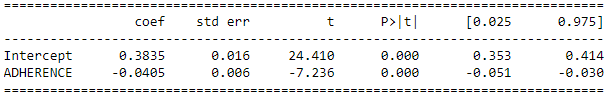 ==============================================================================
coef std err t P>|t| [0.025 0.975]
------------------------------------------------------------------------------
Intercept 0.3835 0.016 24.410 0.000 0.353 0.414
ADHERENCE -0.0405 0.006 -7.236 0.000 -0.051 -0.030
==============================================================================